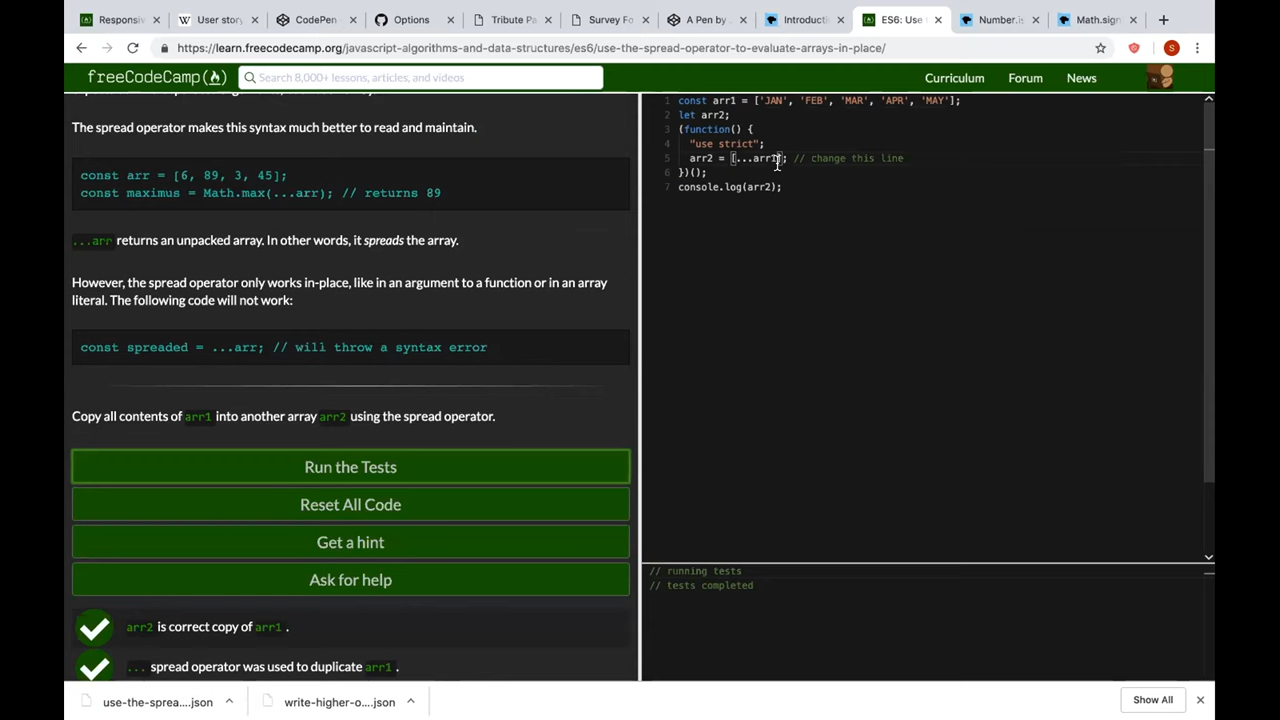 Responsiv
User story
CodePen
Options
Tribute Pa
Survey Fo
A Pen by
Introducti
ES6: Use
Number.is
Math.sign
https://learn.freecodecamp.org/javascript-algorithms-and-data-structures/es6/use-the-spread-operator-to-evaluate-arrays-in-place/
S
freeCodeCamp
Search 8,000+ lessons, articles, and videos
Curriculum
Forum
News
The spread operator makes this syntax much better to read and maintain.
const arr = [6, 89, 3, 45];
const maximus = Math.max(...arr); // returns 89
...arr returns an unpacked array. In other words, it spreads the array.
However, the spread operator only works in-place, like in an argument to a function or in an array
literal. The following code will not work:
const spreaded = ...arr; // will throw a syntax error
Copy all contents of arr1 into another array arr2 using the spread operator.
Run the Tests
Reset All Code
Get a hint
Ask for help
arr2 is correct copy of arr1 .
... spread operator was used to duplicate arr1 .
1 const arr1 = ['JAN', 'FEB', 'MAR', 'APR', 'MAY'];
2 let arr2;
3 (function() {
4 "use strict";
5 arr2 = [...arr1]; // change this line
6 })();
7 console.log(arr2);
// running tests
// tests completed
use-the-sprea....json
write-higher-o....json
Show All